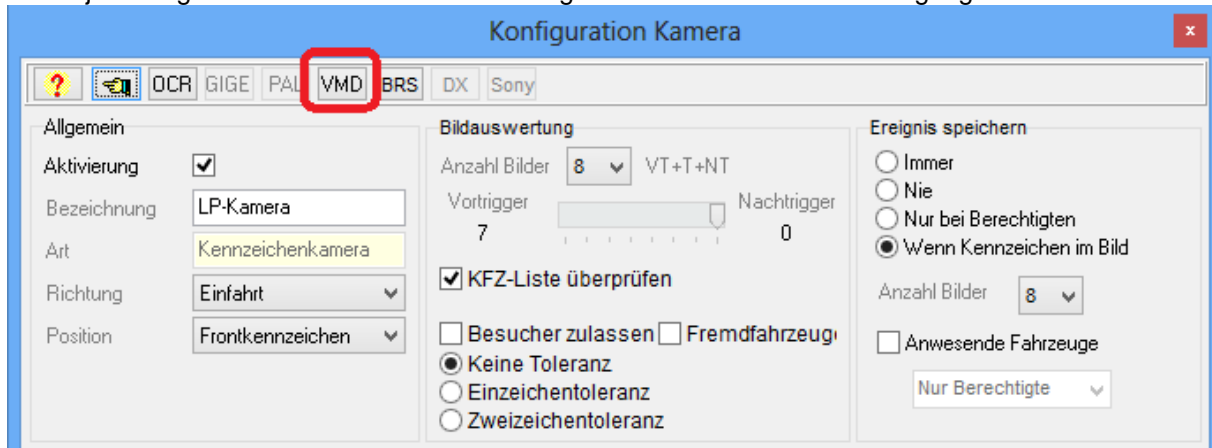 Konfiguration Kamera
x
? OCR GIGE PAL VMD BRS DX Sony
Allgemein
Aktivierung
Bezeichnung LP-Kamera
Art Kennzeichenkamera
Richtung Einfahrt
Position Frontkennzeichen
Bildauswertung
Anzahl Bilder 8 VT+T+NT
Vortrigger Nachtrigger
7 0
KFZ-Liste überprüfen
Besucher zulassen Fremdfahrzeug
Keine Toleranz
Einzeichentoleranz
Zweizeichentoleranz
Ereignis speichern
Immer
Nie
Nur bei Berechtigten
Wenn Kennzeichen im Bild
Anzahl Bilder 8
Anwesende Fahrzeuge
Nur Berechtigte